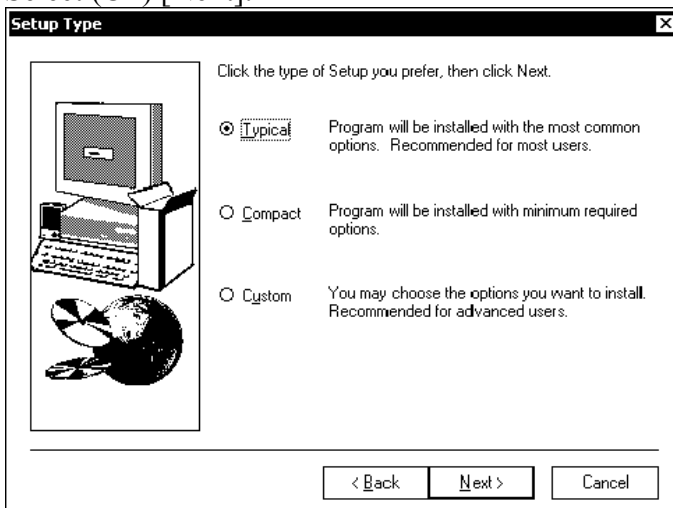 Setup Type
Click the type of Setup you prefer, then click Next.
Typical
Program will be installed with the most common
options. Recommended for most users.
Compact
Program will be installed with minimum required
options.
Custom
You may choose the options you want to install.
Recommended for advanced users.
< Back
Next >
Cancel